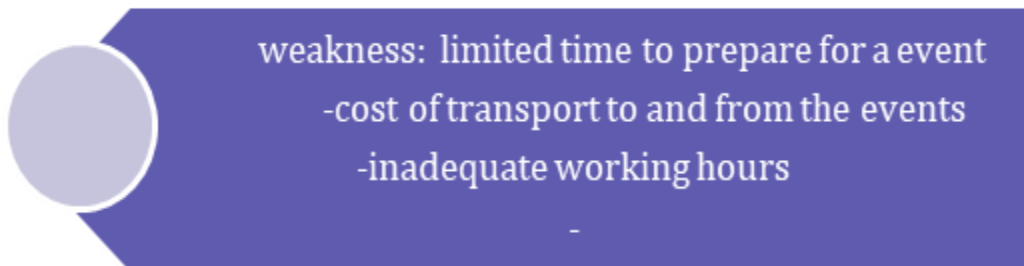 weakness: limited time to prepare for a event
-cost of transport to and from the events
-inadequate working hours
-